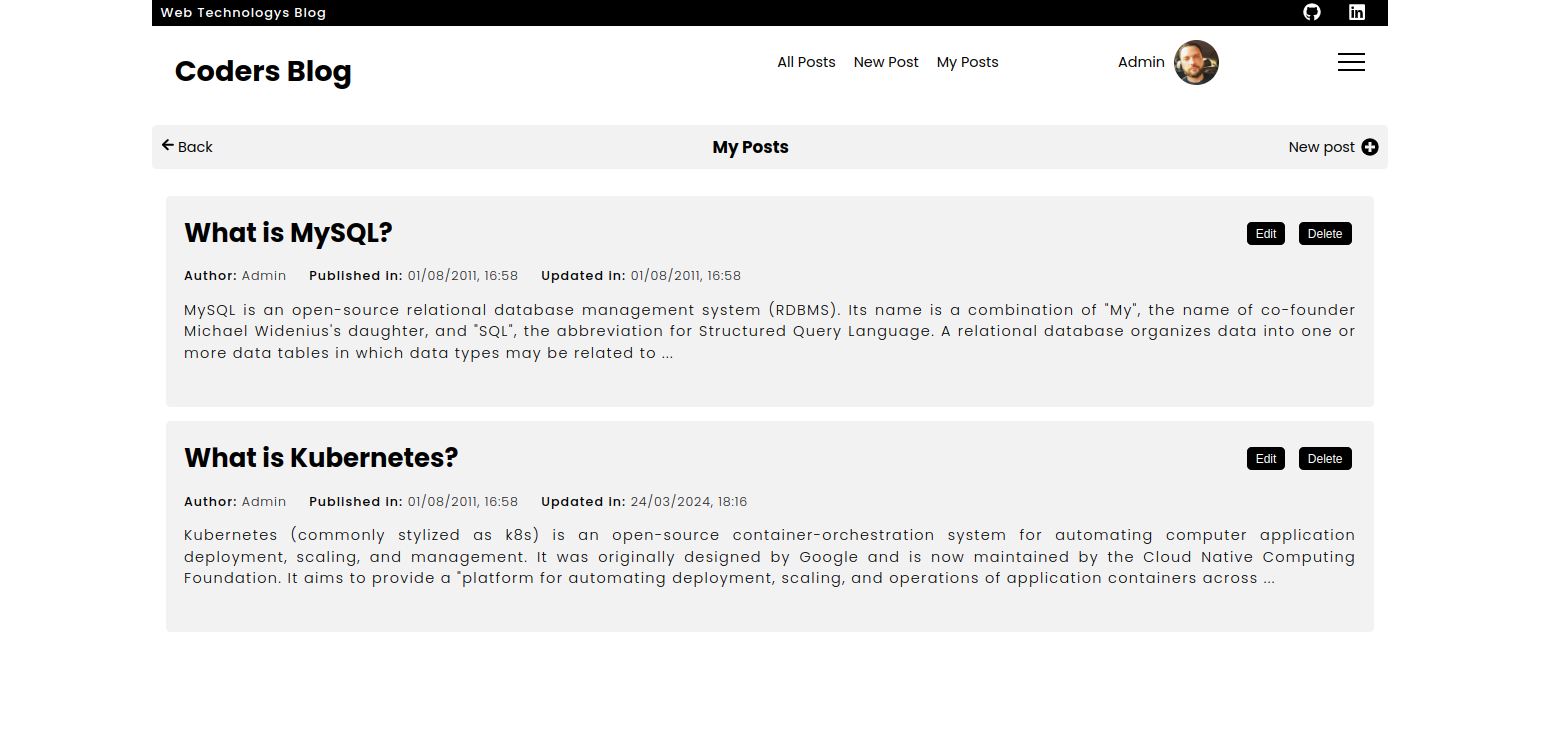 Web Technologys Blog
Coders Blog
All Posts New Post My Posts
Admin
Back
My Posts
New post
What is MySQL?
Edit Delete
Author: Admin Published in: 01/08/2011, 16:58 Updated in: 01/08/2011, 16:58
MySQL is an open-source relational database management system (RDBMS). Its name is a combination of "My", the name of co-founder
Michael Widenius's daughter, and "SQL", the abbreviation for Structured Query Language. A relational database organizes data into one or
more data tables in which data types may be related to ...
What is Kubernetes?
Edit Delete
Author: Admin Published in: 01/08/2011, 16:58 Updated in: 24/03/2024, 18:16
Kubernetes (commonly stylized as k8s) is an open-source container-orchestration system for automating computer application
deployment, scaling, and management. It was originally designed by Google and is now maintained by the Cloud Native Computing
Foundation. It aims to provide a "platform for automating deployment, scaling, and operations of application containers across ...